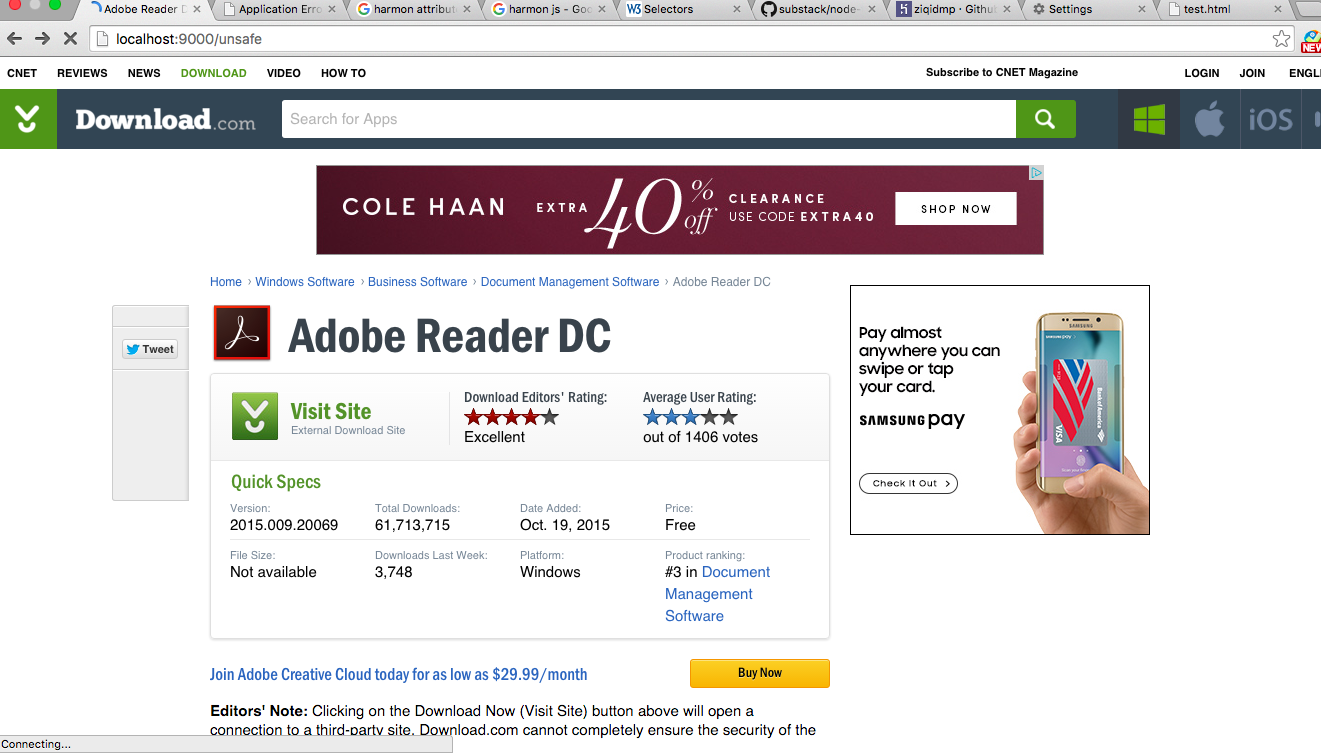 Adobe Reader D
Application Erro
harmon attribut
harmon js - Goo
W3 Selectors
substack/node-
ziqidmp · Githu
Settings
test.html
localhost:9000/unsafe
NEW
CNET REVIEWS NEWS DOWNLOAD VIDEO HOW TO Subscribe to CNET Magazine LOGIN JOIN ENGL
Download.com
Search for Apps
iOS
COLE HAAN EXTRA 40% off CLEARANCE
USE CODE EXTRA40
SHOP NOW
Home › Windows Software › Business Software › Document Management Software › Adobe Reader DC
Tweet
Adobe Reader DC
Visit Site
External Download Site
Download Editors' Rating:
Excellent
Average User Rating:
out of 1406 votes
Quick Specs
Version:
2015.009.20069
Total Downloads:
61,713,715
Date Added:
Oct. 19, 2015
Price:
Free
File Size:
Not available
Downloads Last Week:
3,748
Platform:
Windows
Product ranking:
#3 in Document
Management
Software
Pay almost
anywhere you can
swipe or tap
your card.
SAMSUNG pay
Check It Out
SAMSUNG
BankofAmerica
VISA
Join Adobe Creative Cloud today for as low as $29.99/month
Buy Now
Editors' Note: Clicking on the Download Now (Visit Site) button above will open a
connection to a third-party site. Download.com cannot completely ensure the security of the
Connecting...